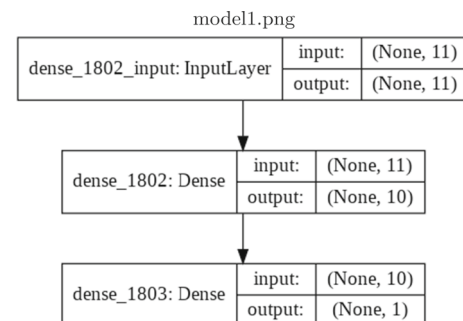 model1.png
dense_1802_input: InputLayer
input: (None, 11)
output: (None, 11)
dense_1802: Dense
input: (None, 11)
output: (None, 10)
dense_1803: Dense
input: (None, 10)
output: (None, 1)